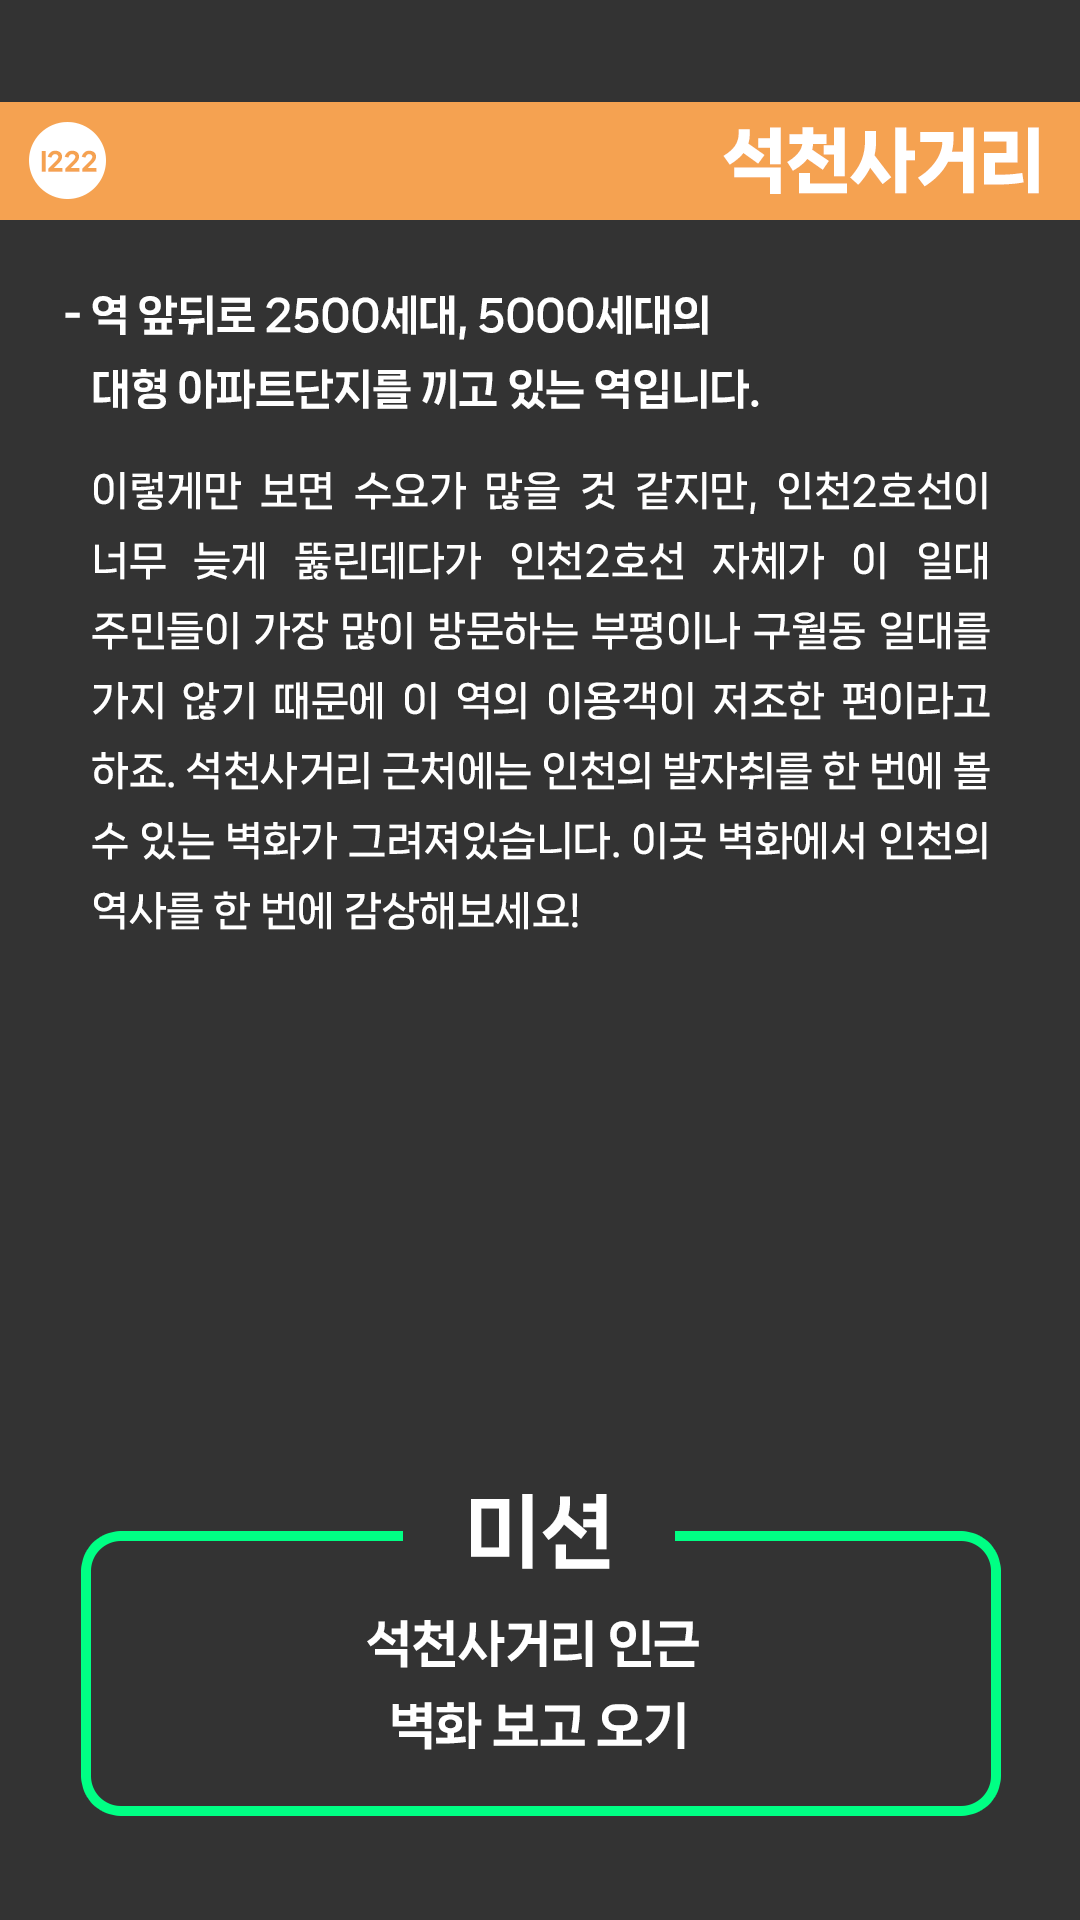 I222
석천사거리
- 역 앞뒤로 2500세대, 5000세대의
대형 아파트단지를 끼고 있는 역입니다.
이렇게만 보면 수요가 많을 것 같지만, 인천2호선이
너무 늦게 뚫린데다가 인천2호선 자체가 이 일대
주민들이 가장 많이 방문하는 부평이나 구월동 일대를
가지 않기 때문에 이 역의 이용객이 저조한 편이라고
하죠. 석천사거리 근처에는 인천의 발자취를 한 번에 볼
수 있는 벽화가 그려져있습니다. 이곳 벽화에서 인천의
역사를 한 번에 감상해보세요!
미션
석천사거리 인근
벽화 보고 오기